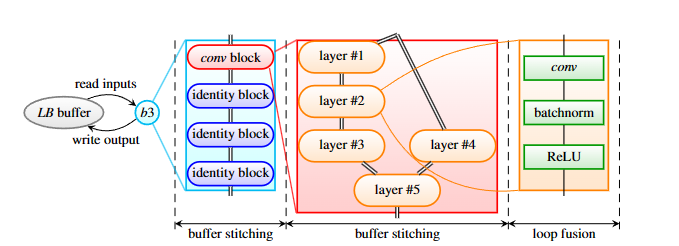 read inputs
LB buffer
b3
write output
conv block
identity block
identity block
identity block
layer #1
layer #2
layer #3
layer #4
layer #5
conv
batchnorm
ReLU
buffer stitching
buffer stitching
loop fusion